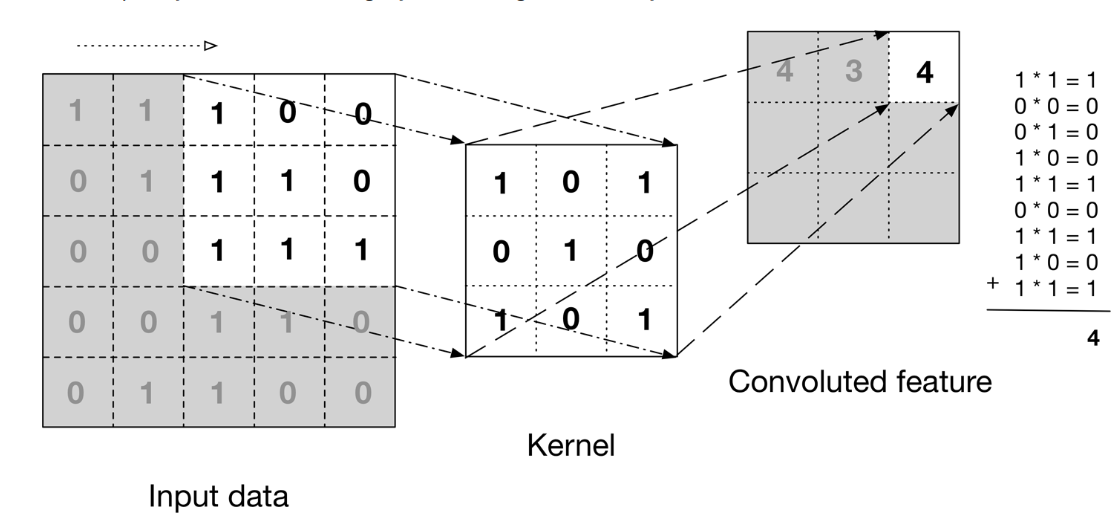 1 1 1 0 0
0 1 1 1 0
0 0 1 1 1
0 0 1 1 0
0 1 1 0 0
Input data
1 0 1
0 1 0
1 0 1
Kernel
4 3 4
Convoluted feature
1 * 1 = 1
0 * 0 = 0
0 * 1 = 0
1 * 0 = 0
1 * 1 = 1
0 * 0 = 0
1 * 1 = 1
1 * 0 = 0
+ 1 * 1 = 1
4